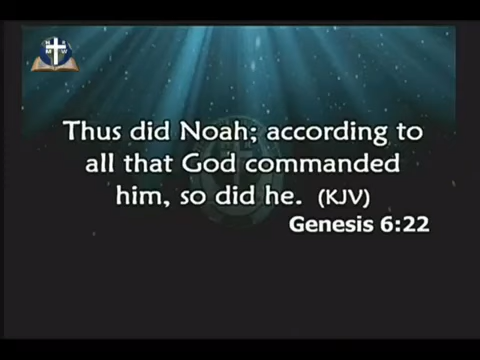 N R
M W
Thus did Noah; according to
all that God commanded
him, so did he. (KJV)
Genesis 6:22